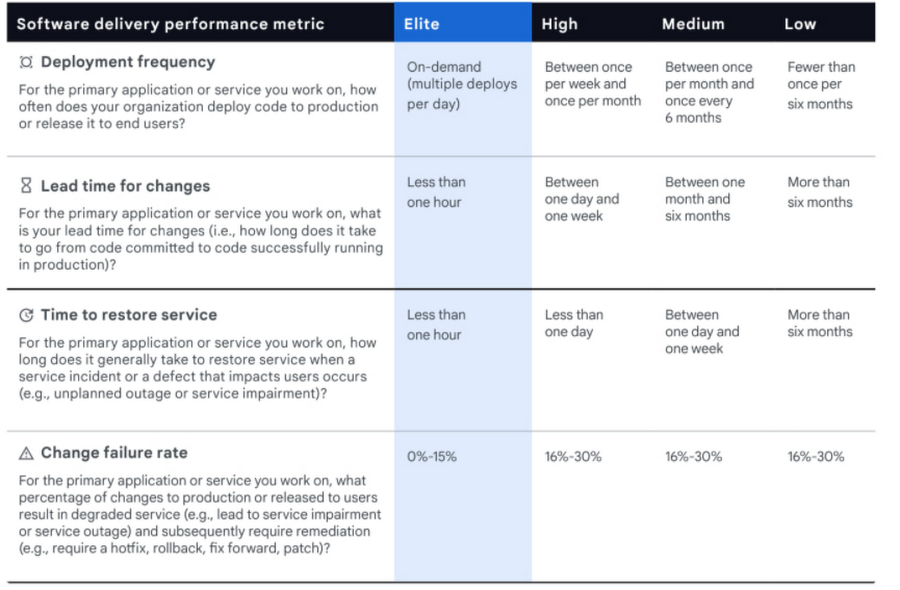 Software delivery performance metric Elite High Medium Low
Deployment frequency
For the primary application or service you work on, how
often does your organization deploy code to production
or release it to end users?
On-demand
(multiple deploys
per day)
Between once
per week and
once per month
Between once
per month and
once every
6 months
Fewer than
once per
six months
Lead time for changes
For the primary application or service you work on, what
is your lead time for changes (i.e., how long does it take
to go from code committed to code successfully running
in production)?
Less than
one hour
Between
one day and
one week
Between one
month and
six months
More than
six months
Time to restore service
For the primary application or service you work on, how
long does it generally take to restore service when a
service incident or a defect that impacts users occurs
(e.g., unplanned outage or service impairment)?
Less than
one hour
Less than
one day
Between
one day and
one week
More than
six months
Change failure rate
For the primary application or service you work on, what
percentage of changes to production or released to users
result in degraded service (e.g., lead to service impairment
or service outage) and subsequently require remediation
(e.g., require a hotfix, rollback, fix forward, patch)?
0%-15%
16%-30%
16%-30%
16%-30%